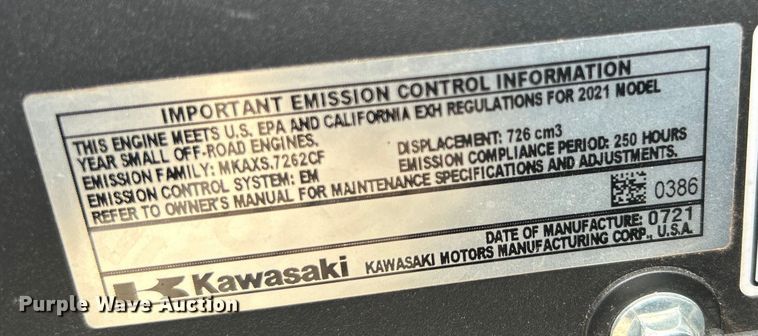 IMPORTANT EMISSION CONTROL INFORMATION
THIS ENGINE MEETS U.S. EPA AND CALIFORNIA EXH REGULATIONS FOR 2021 MODEL
YEAR SMALL OFF-ROAD ENGINES.
EMISSION FAMILY: MKAXS.7262CF DISPLACEMENT: 726 cm3
EMISSION CONTROL SYSTEM: EM EMISSION COMPLIANCE PERIOD: 250 HOURS
REFER TO OWNER'S MANUAL FOR MAINTENANCE SPECIFICATIONS AND ADJUSTMENTS.
0386
DATE OF MANUFACTURE: 0721
Kawasaki KAWASAKI MOTORS MANUFACTURING CORP., U.S.A.
Purple Wave Auction